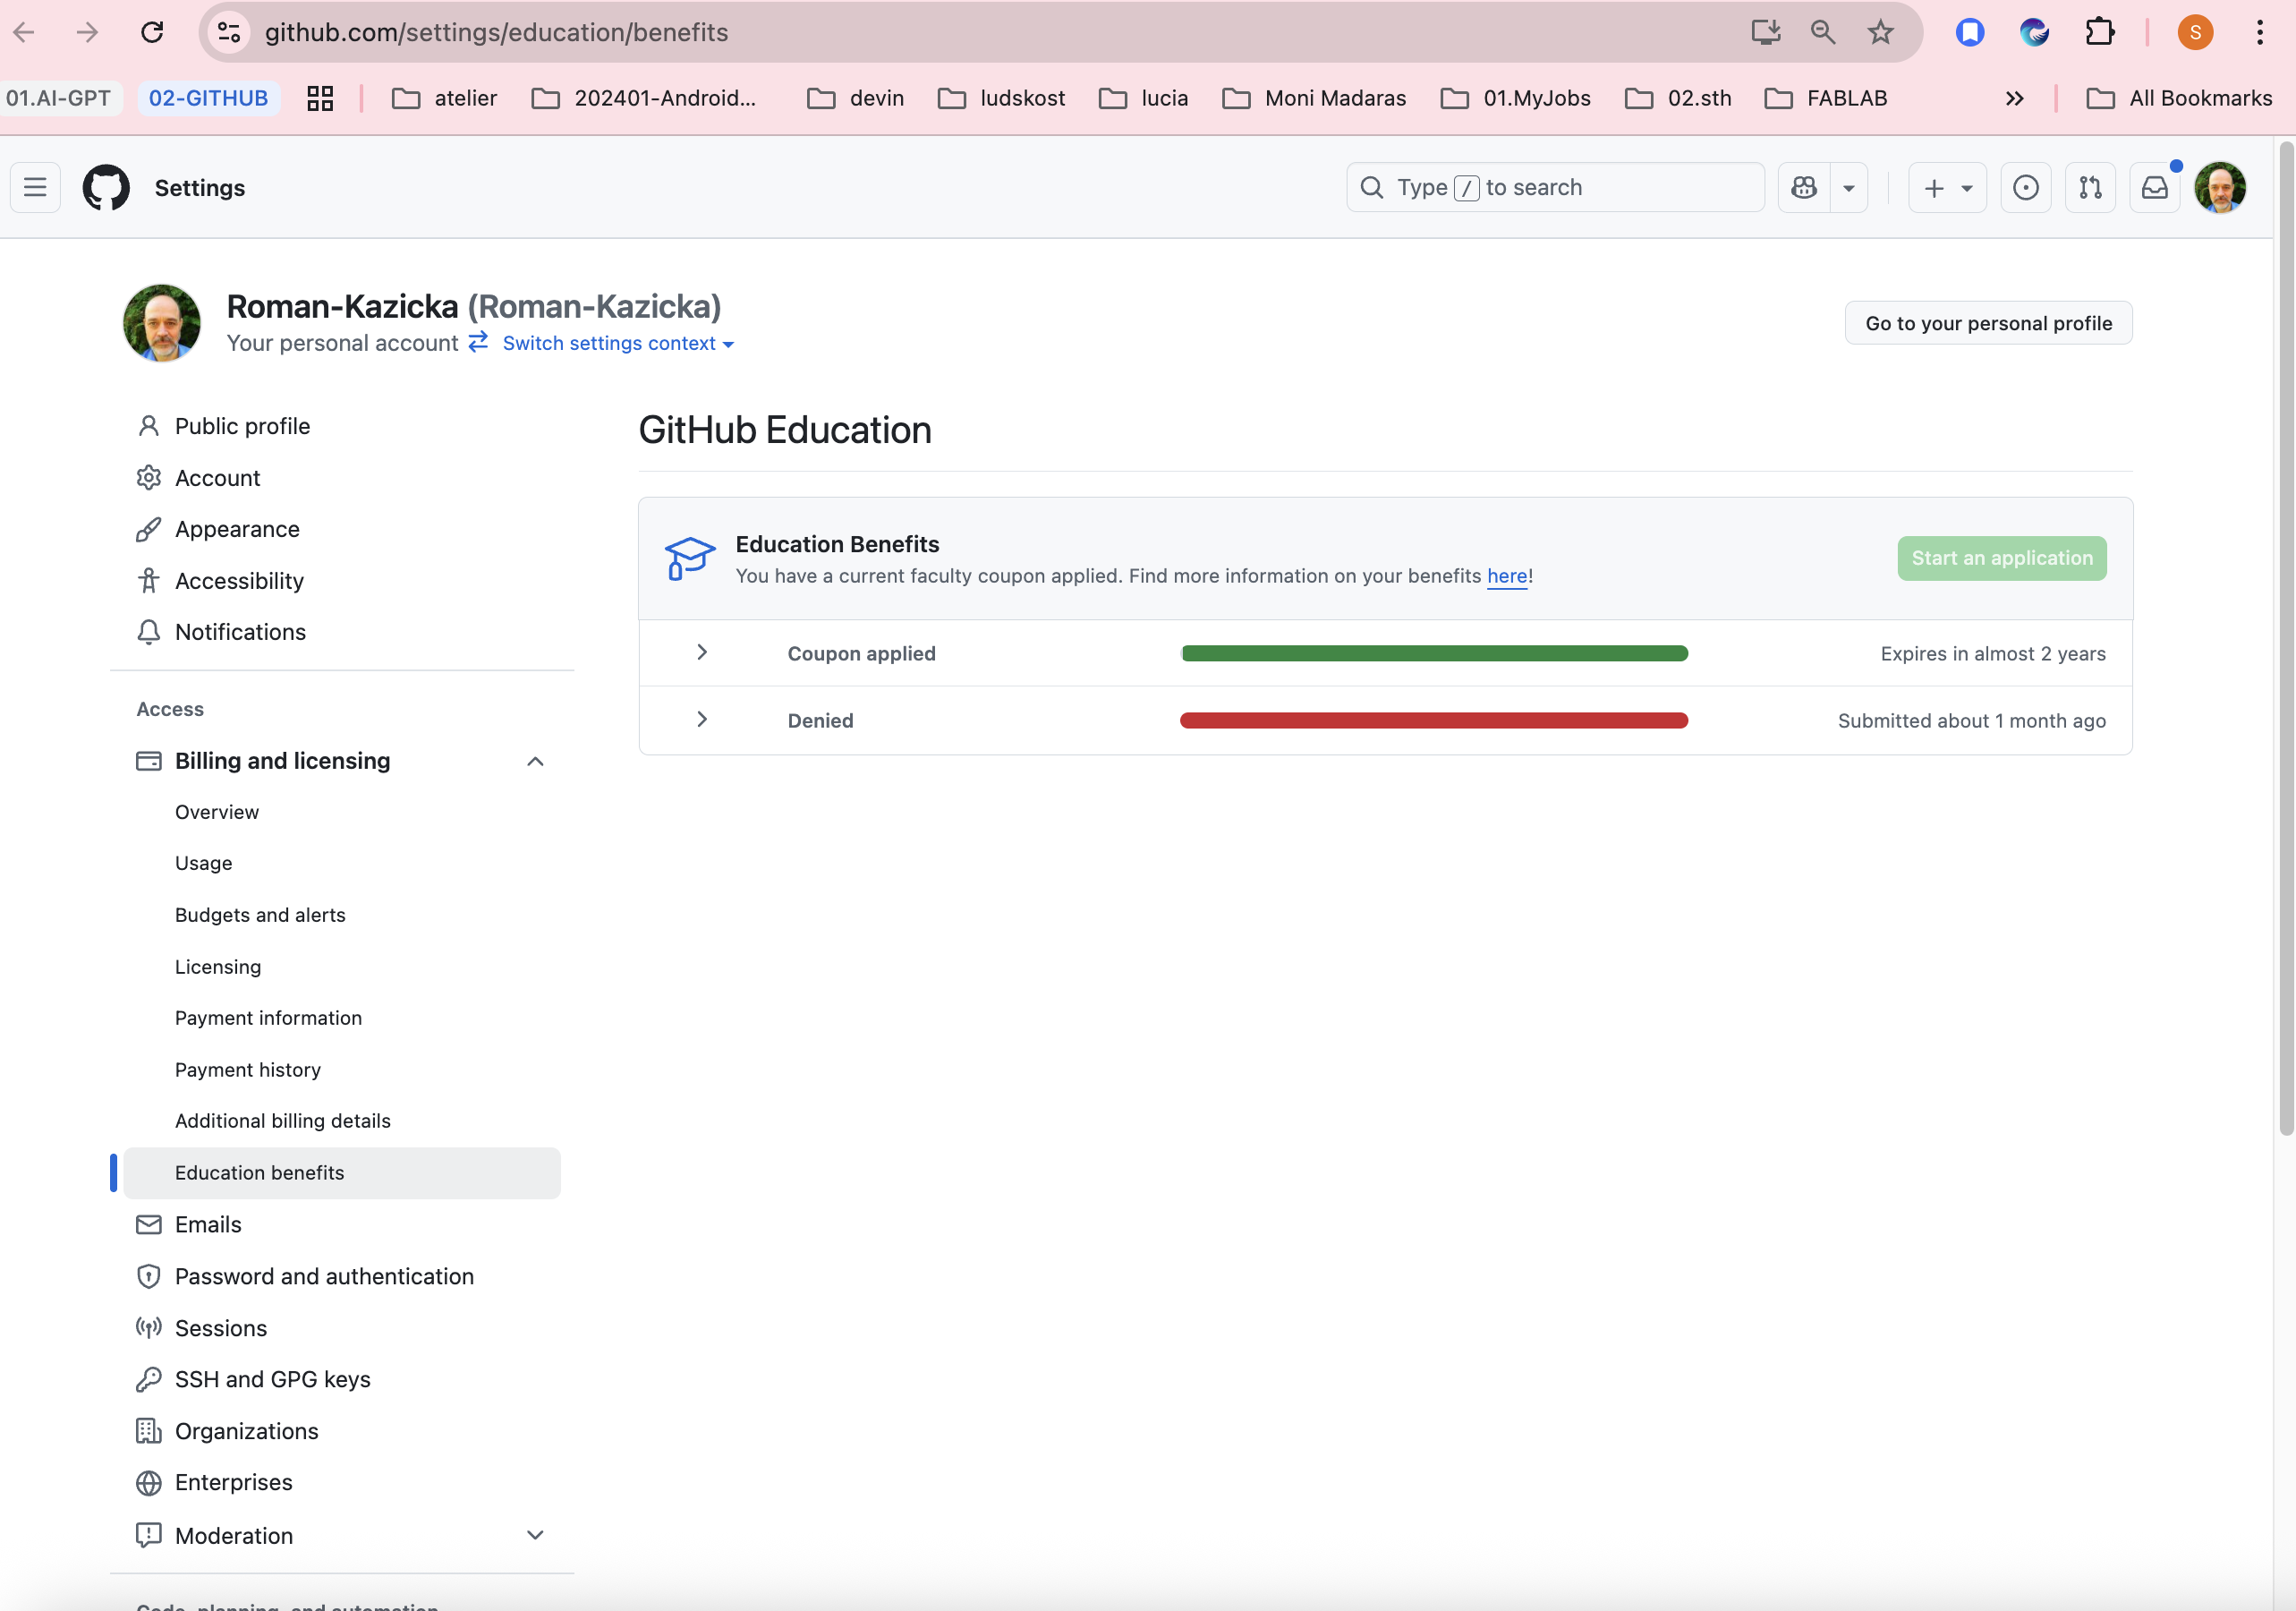 github.com/settings/education/benefits
S
01.AI-GPT
02-GITHUB
atelier
202401-Android...
devin
ludskost
lucia
Moni Madaras
01.MyJobs
02.sth
FABLAB
All Bookmarks
Settings
Type / to search
Roman-Kazicka (Roman-Kazicka)
Your personal account Switch settings context
Go to your personal profile
Public profile
Account
Appearance
Accessibility
Notifications
Access
Billing and licensing
Overview
Usage
Budgets and alerts
Licensing
Payment information
Payment history
Additional billing details
Education benefits
Emails
Password and authentication
Sessions
SSH and GPG keys
Organizations
Enterprises
Moderation
Code, planning, and automation
GitHub Education
Education Benefits
You have a current faculty coupon applied. Find more information on your benefits here!
Start an application
Coupon applied
Expires in almost 2 years
Denied
Submitted about 1 month ago